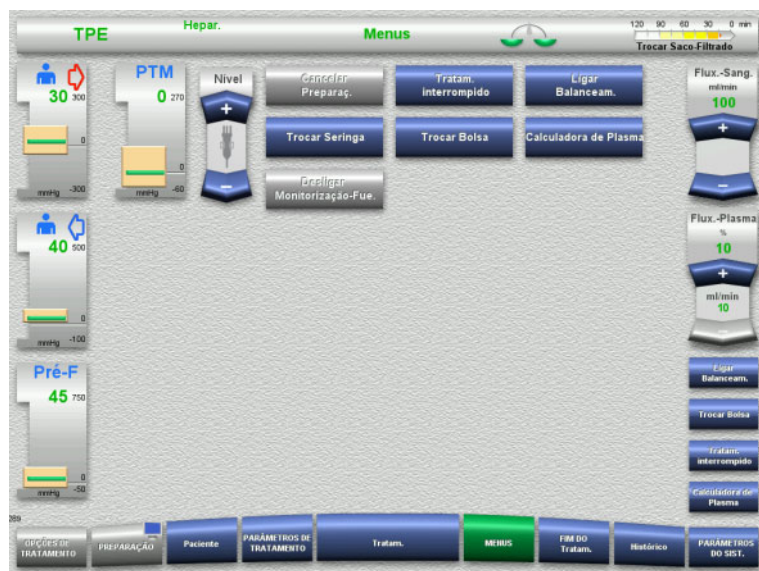 TPE
Hepar.
Menus
120 90 60 30 0 min
Trocar Saco-Filtrado
30 300
0
mmHg -300
PTM
0 270
0
mmHg -60
Nível
+
−
Cancelar
Preparaç.
Tratam.
interrompido
Ligar
Balanceam.
Trocar Seringa
Trocar Bolsa
Calculadora de Plasma
Desligar
Monitorização-Fue.
Flux.-Sang.
ml/min
100
+
−
40 500
0
mmHg -100
Flux.-Plasma
%
10
+
ml/min
10
−
Pré-F
45 750
0
mmHg -50
Ligar
Balanceam.
Trocar Bolsa
Tratam.
interrompido
Calculadora de
Plasma
089
OPÇÕES DE
TRATAMENTO
PREPARAÇÃO
Paciente
PARÂMETROS DE
TRATAMENTO
Tratam.
MENUS
FIM DO
Tratam.
Histórico
PARÂMETROS
DO SIST.